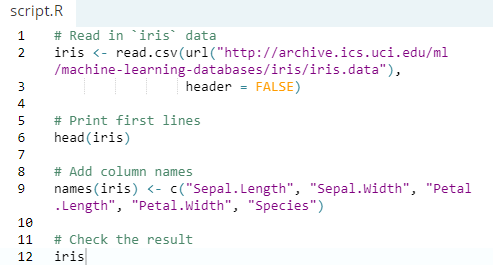 script.R
1 # Read in `iris` data
2 iris <- read.csv(url("http://archive.ics.uci.edu/ml
/machine-learning-databases/iris/iris.data"),
3 header = FALSE)
4
5 # Print first lines
6 head(iris)
7
8 # Add column names
9 names(iris) <- c("Sepal.Length", "Sepal.Width", "Petal
.Length", "Petal.Width", "Species")
10
11 # Check the result
12 iris